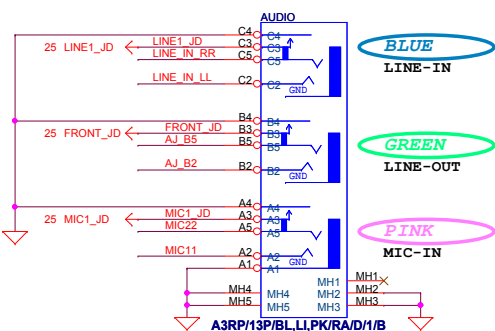 AUDIO
C4 C4
25 LINE1_JD LINE1_JD C3 C3
LINE_IN_RR C5 C5
BLUE
LINE-IN
LINE_IN_LL C2 C2
GND
B4 B4
25 FRONT_JD FRONT_JD B3 B3
AJ_B5 B5 B5
GREEN
AJ_B2 B2 B2
LINE-OUT
GND
A4 A4
25 MIC1_JD MIC1_JD A3 A3
MIC22 A5 A5
PINK
MIC-IN
MIC11 A2 A2
GND
A1 A1
MH1 MH1
MH4 MH4 MH2 MH2
MH5 MH5 MH3 MH3
A3RP/13P/BL,LI,PK/RA/D/1/B